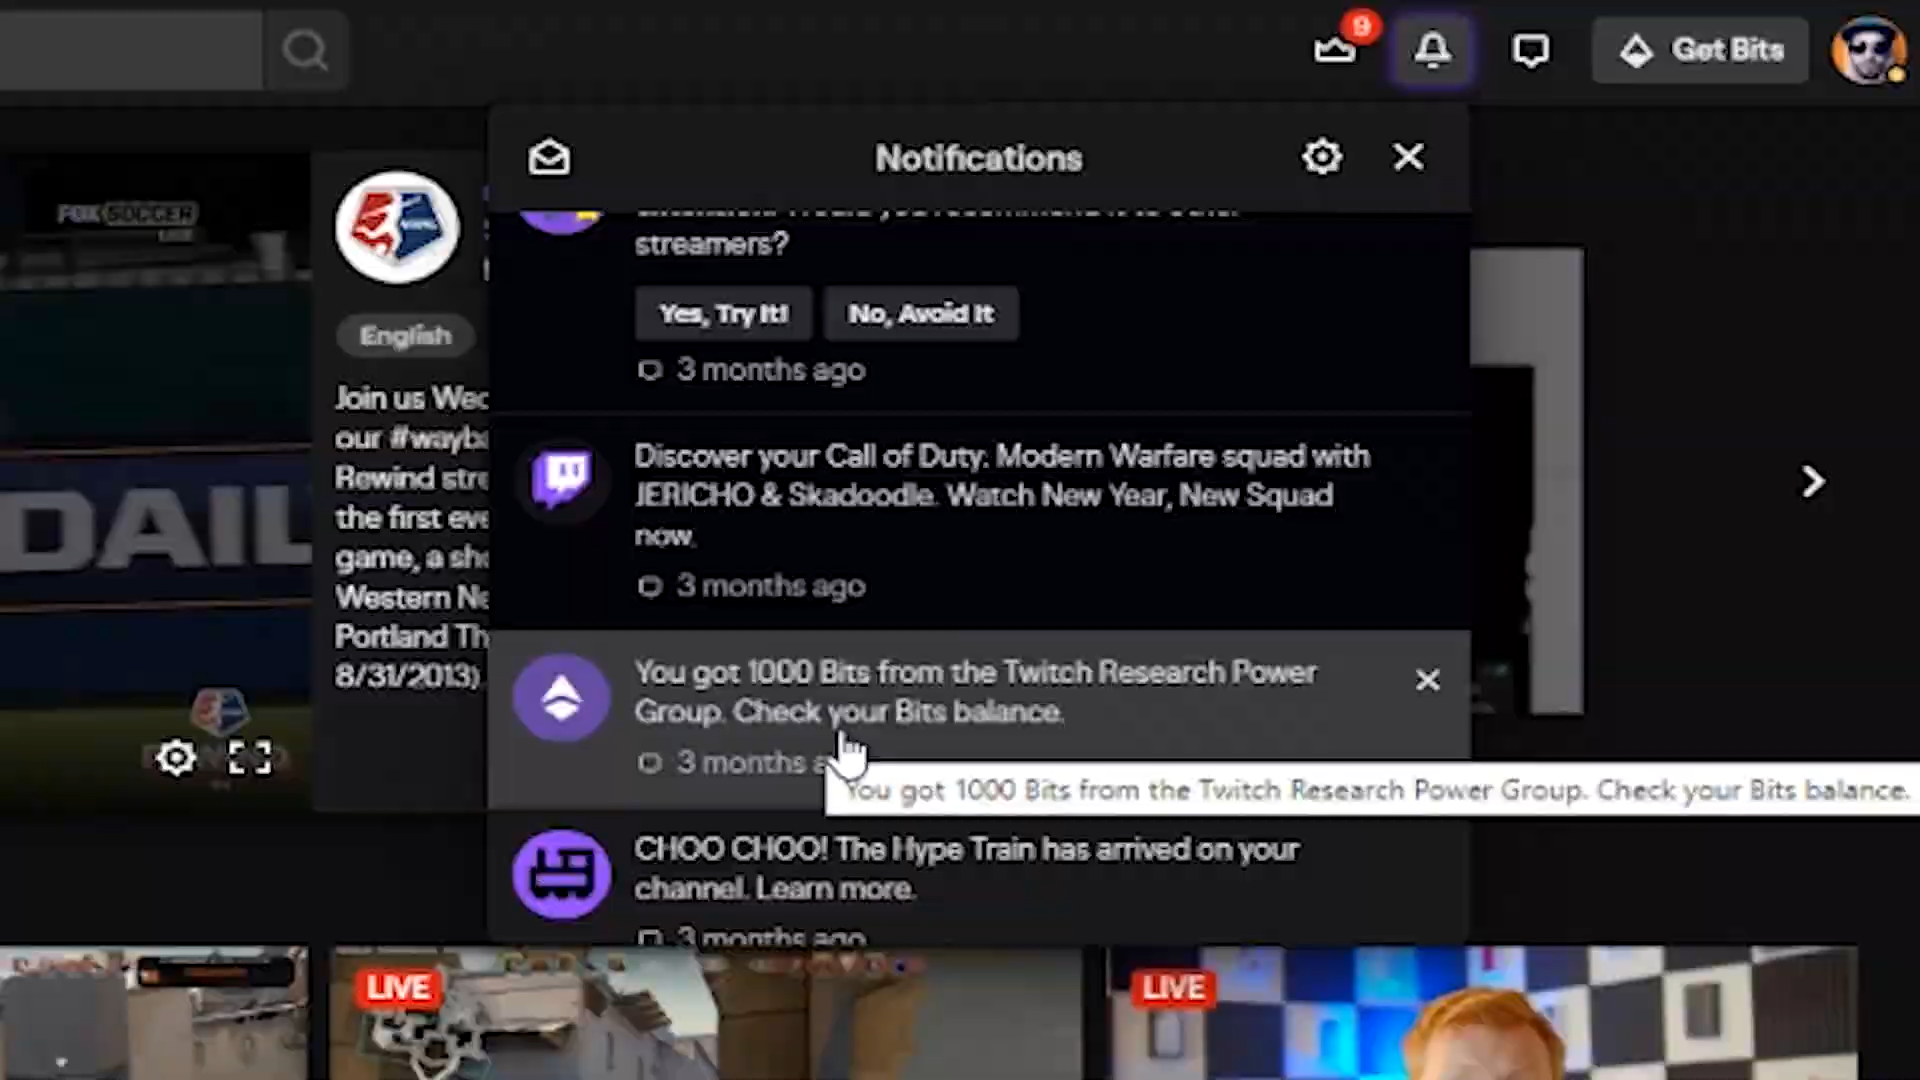 9
Get Bits
Notifications
FOX SOCCER
streamers?
Yes, Try It!
No, Avoid It
3 months ago
English
Join us Wed
our #wayba
Rewind stre
the first eve
game, a sho
Western Ne
Portland Th
8/31/2013).
DAIL
Discover your Call of Duty: Modern Warfare squad with
JERICHO & Skadoodle. Watch New Year, New Squad
now.
3 months ago
You got 1000 Bits from the Twitch Research Power
Group. Check your Bits balance.
3 months a
You got 1000 Bits from the Twitch Research Power Group. Check your Bits balance.
CHOO CHOO! The Hype Train has arrived on your
channel. Learn more.
3 months ago
LIVE
LIVE